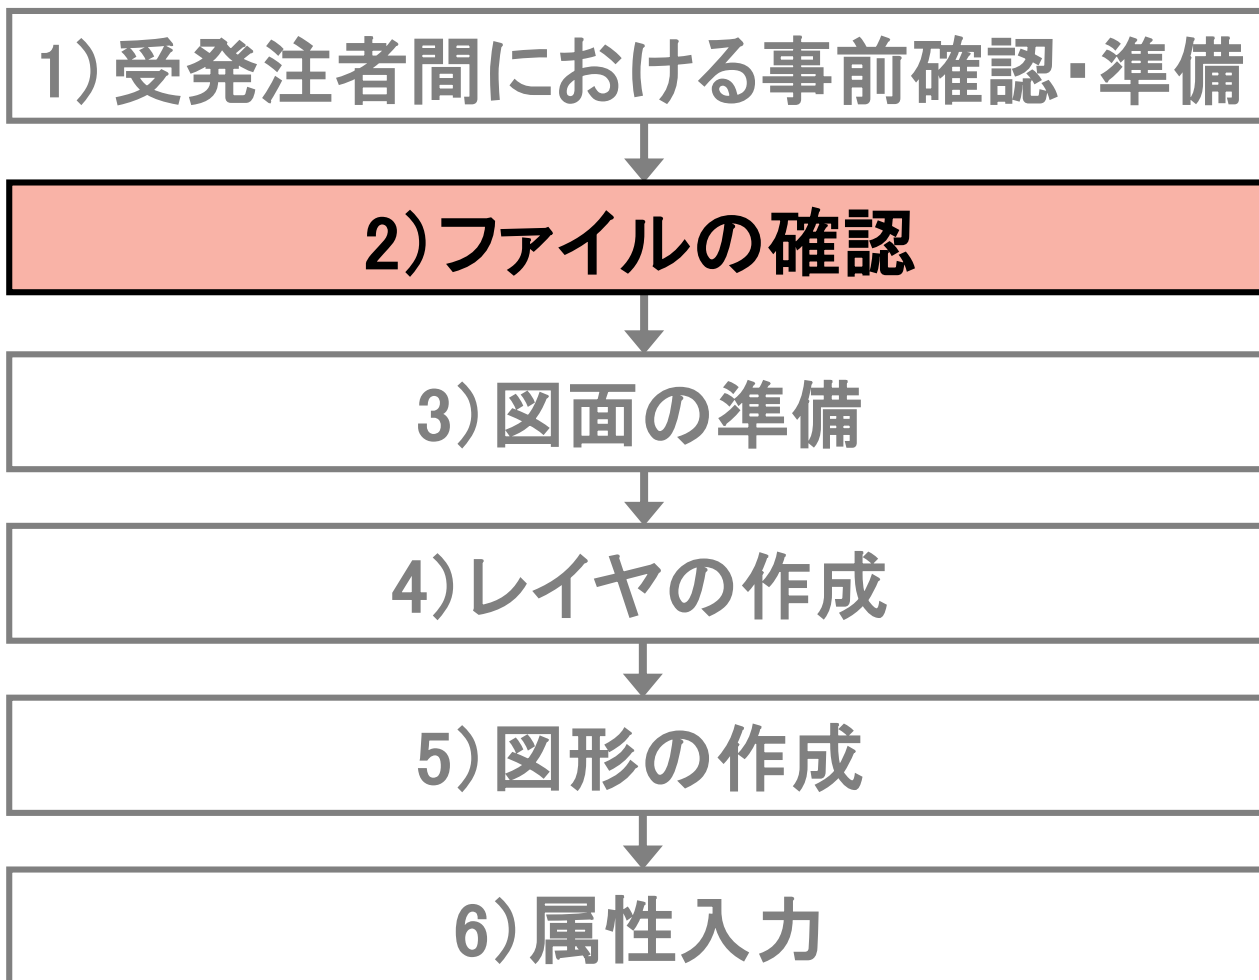 1)受発注者間における事前確認・準備
2)ファイルの確認
3)図面の準備
4)レイヤの作成
5)図形の作成
6)属性入力